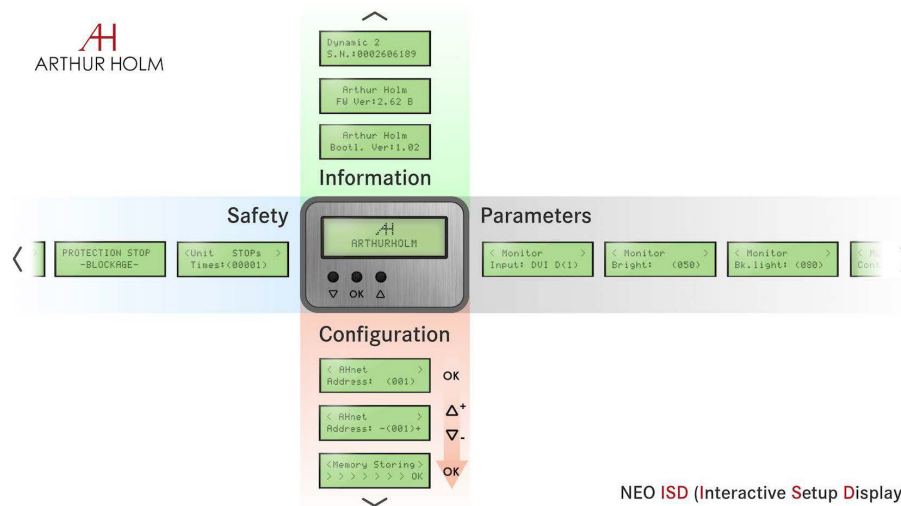 AH
ARTHUR HOLM
Dynamic 2
S.N.:0002606189
Arthur Holm
FW Ver:2.62 B
Arthur Holm
Bootl. Ver:1.02
Information
Safety
Parameters
PROTECTION STOP
-BLOCKAGE-
<Unit STOPs >
Times:(00001)
AH
ARTHURHOLM
OK
< Monitor >
Input: DVI D(1)
< Monitor >
Bright: (050)
< Monitor >
Bk.light: (080)
Configuration
< AHnet >
Address: (001)
OK
< AHnet >
Address: -(001)+
+
-
<Memory Storing>
> > > > > > > OK
OK
NEO ISD (Interactive Setup Display